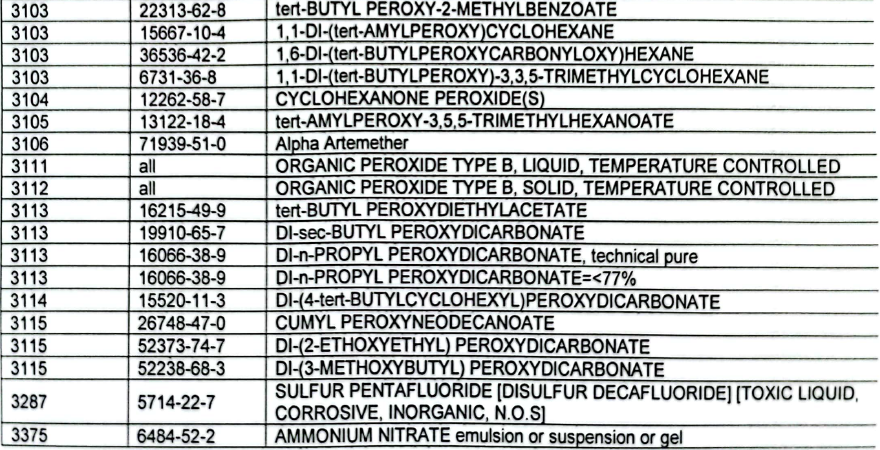 3103 22313-62-8 tert-BUTYL PEROXY-2-METHYLBENZOATE
3103 15667-10-4 1,1-DI-(tert-AMYLPEROXY)CYCLOHEXANE
3103 36536-42-2 1,6-DI-(tert-BUTYLPEROXYCARBONYLOXY)HEXANE
3103 6731-36-8 1,1-DI-(tert-BUTYLPEROXY)-3,3,5-TRIMETHYLCYCLOHEXANE
3104 12262-58-7 CYCLOHEXANONE PEROXIDE(S)
3105 13122-18-4 tert-AMYLPEROXY-3,5,5-TRIMETHYLHEXANOATE
3106 71939-51-0 Alpha Artemether
3111 all ORGANIC PEROXIDE TYPE B, LIQUID, TEMPERATURE CONTROLLED
3112 all ORGANIC PEROXIDE TYPE B, SOLID, TEMPERATURE CONTROLLED
3113 16215-49-9 tert-BUTYL PEROXYDIETHYLACETATE
3113 19910-65-7 DI-sec-BUTYL PEROXYDICARBONATE
3113 16066-38-9 DI-n-PROPYL PEROXYDICARBONATE, technical pure
3113 16066-38-9 DI-n-PROPYL PEROXYDICARBONATE=<77%
3114 15520-11-3 DI-(4-tert-BUTYLCYCLOHEXYL)PEROXYDICARBONATE
3115 26748-47-0 CUMYL PEROXYNEODECANOATE
3115 52373-74-7 DI-(2-ETHOXYETHYL) PEROXYDICARBONATE
3115 52238-68-3 DI-(3-METHOXYBUTYL) PEROXYDICARBONATE
3287 5714-22-7 SULFUR PENTAFLUORIDE [DISULFUR DECAFLUORIDE] [TOXIC LIQUID,
CORROSIVE, INORGANIC, N.O.S]
3375 6484-52-2 AMMONIUM NITRATE emulsion or suspension or gel